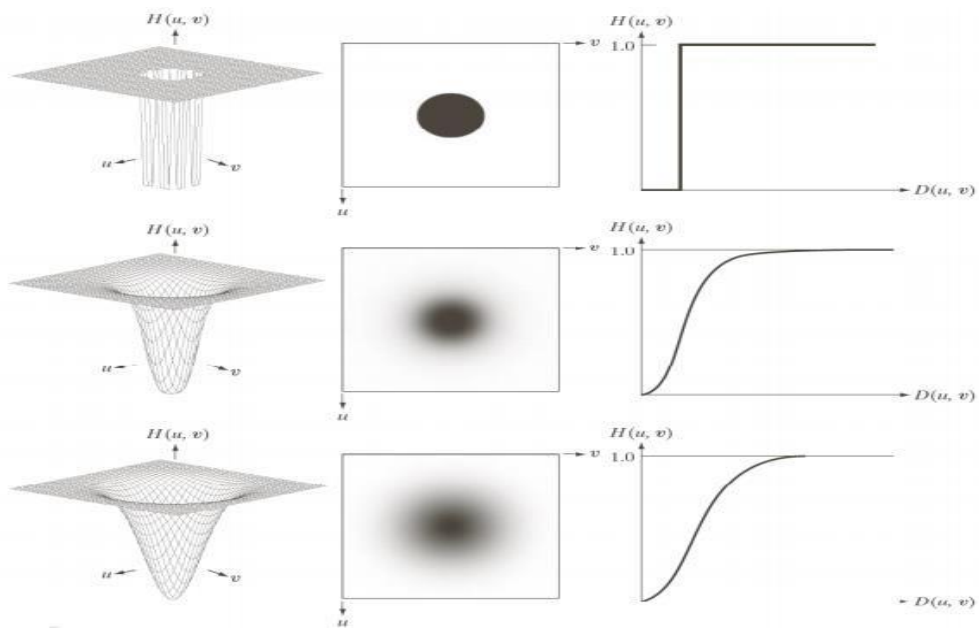 H(u, v)
u
v
v
u
H(u, v)
1.0
D(u, v)
H(u, v)
u
v
v
u
H(u, v)
1.0
D(u, v)
H(u, v)
u
v
v
u
H(u, v)
1.0
D(u, v)